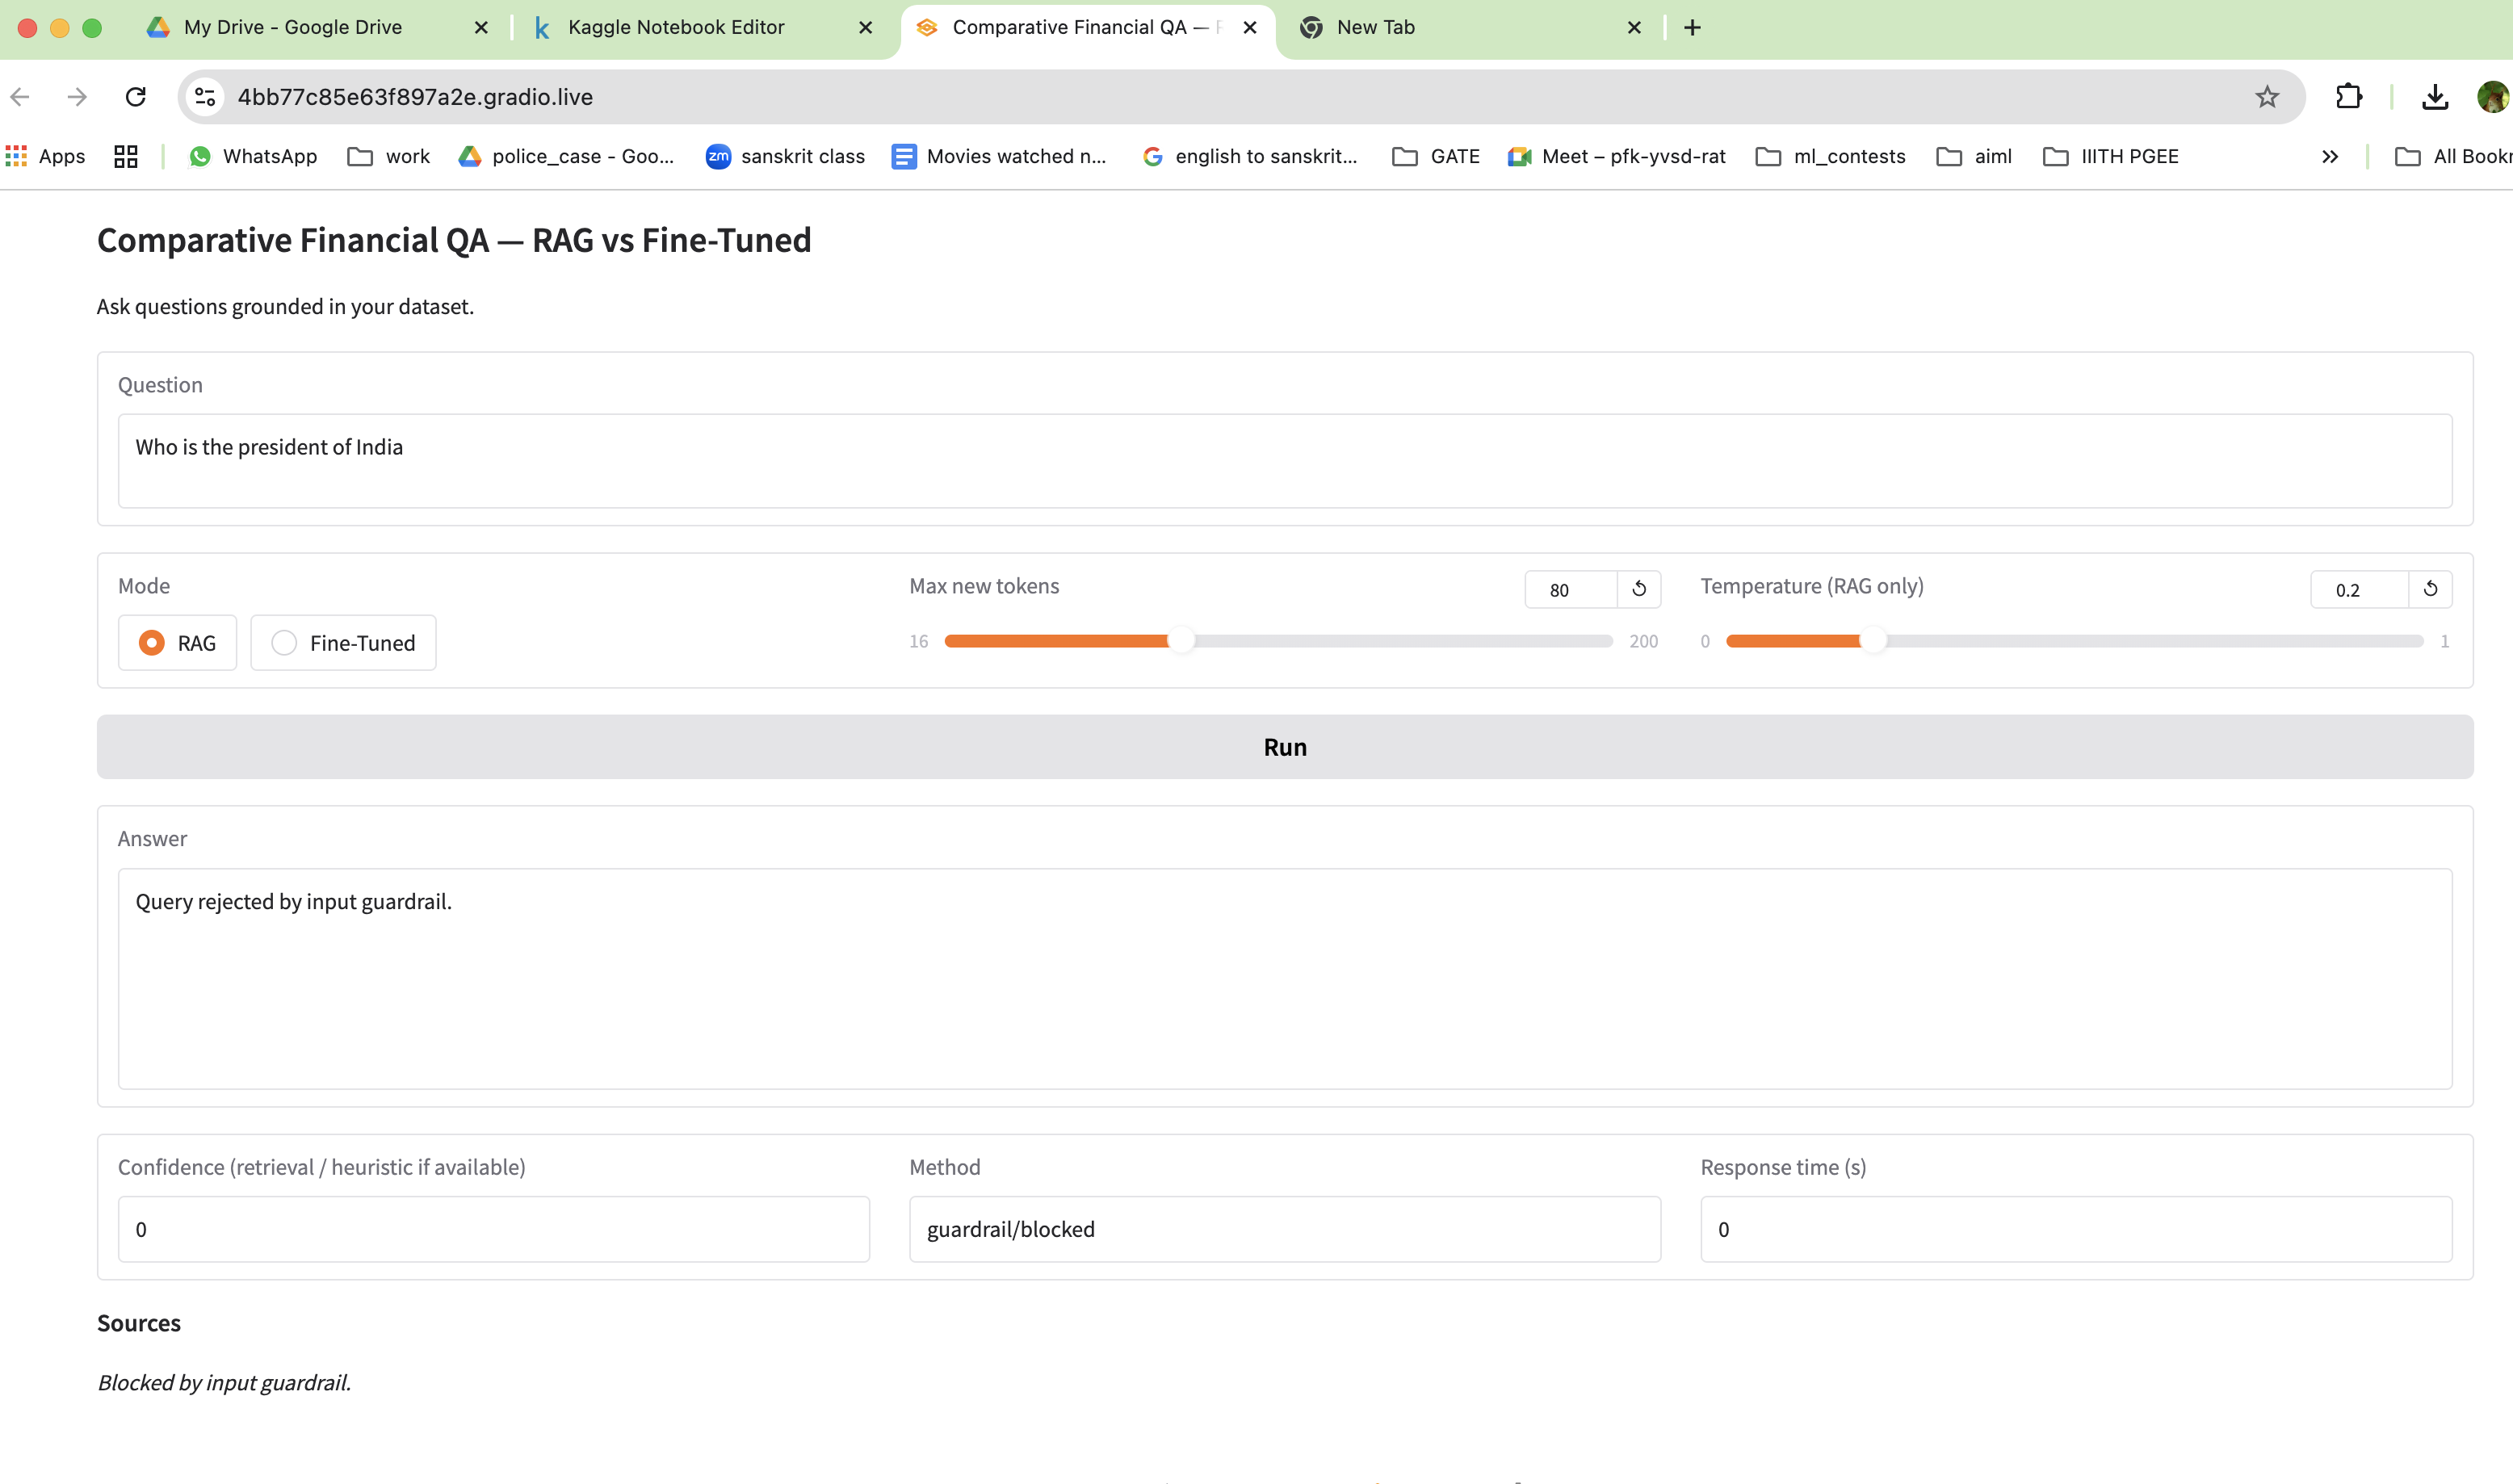 My Drive - Google Drive
Kaggle Notebook Editor
Comparative Financial QA —
New Tab
4bb77c85e63f897a2e.gradio.live
Apps
WhatsApp
work
police_case - Goo...
zm
sanskrit class
Movies watched n...
english to sanskrit...
GATE
Meet – pfk-yvsd-rat
ml_contests
aiml
IIITH PGEE
All Bookr
Comparative Financial QA — RAG vs Fine-Tuned
Ask questions grounded in your dataset.
Question
Who is the president of India
Mode
Max new tokens
80
Temperature (RAG only)
0.2
RAG
Fine-Tuned
16
200
0
1
Run
Answer
Query rejected by input guardrail.
Confidence (retrieval / heuristic if available)
Method
Response time (s)
0
guardrail/blocked
0
Sources
Blocked by input guardrail.